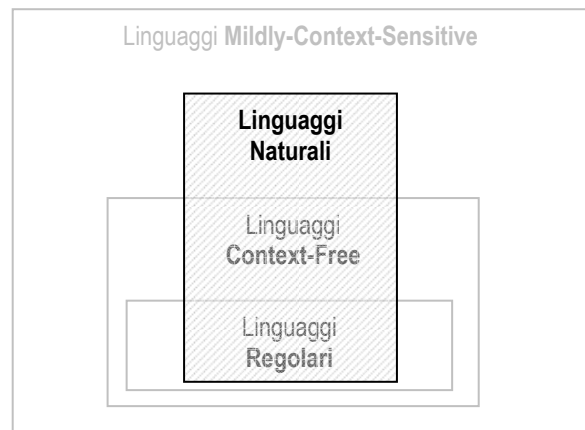 Linguaggi Mildly-Context-Sensitive
Linguaggi
Naturali
Linguaggi
Context-Free
Linguaggi
Regolari